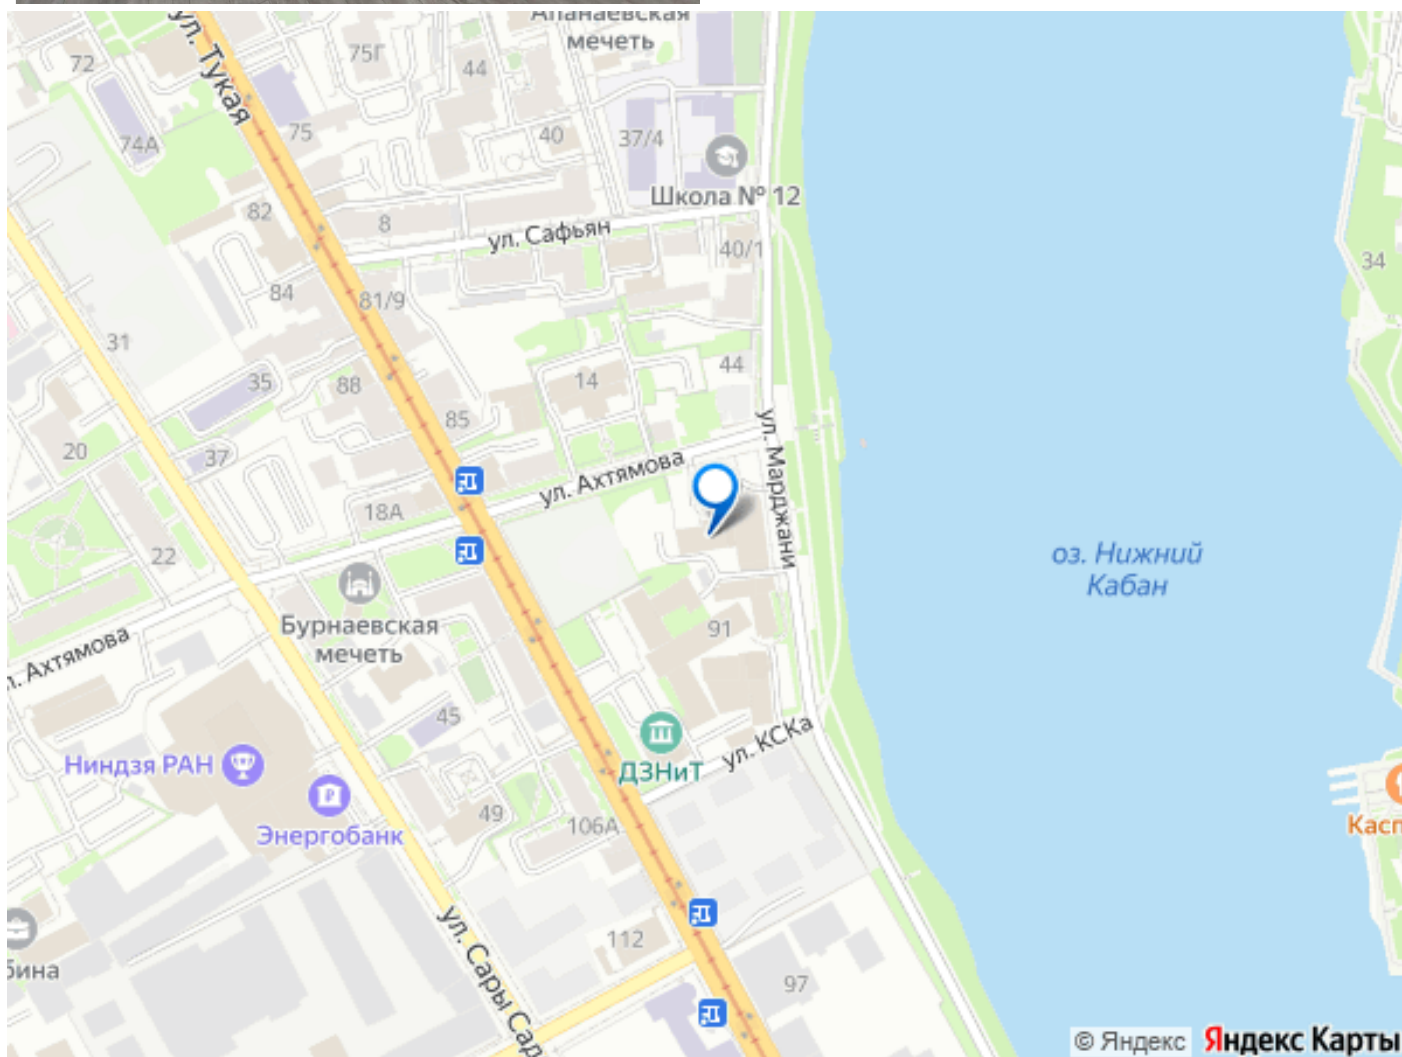 Апанаевская
мечеть
ул. Тукая
72
75Г
44
74А
75
40
37/4
Школа № 12
82
8
ул. Сафьян
40/1
34
84
81/9
31
35
88
14
44
85
ул. Марджани
20
37
ул. Ахтямова
18А
22
оз. Нижний
Кабан
Бурнаевская
мечеть
91
л. Ахтямова
45
ул. КСКа
Ниндзя РАН
ДЗНиТ
49
Энергобанк
106А
Касп
ул. Сары Сад
112
бина
97
© Яндекс
Яндекс Карты